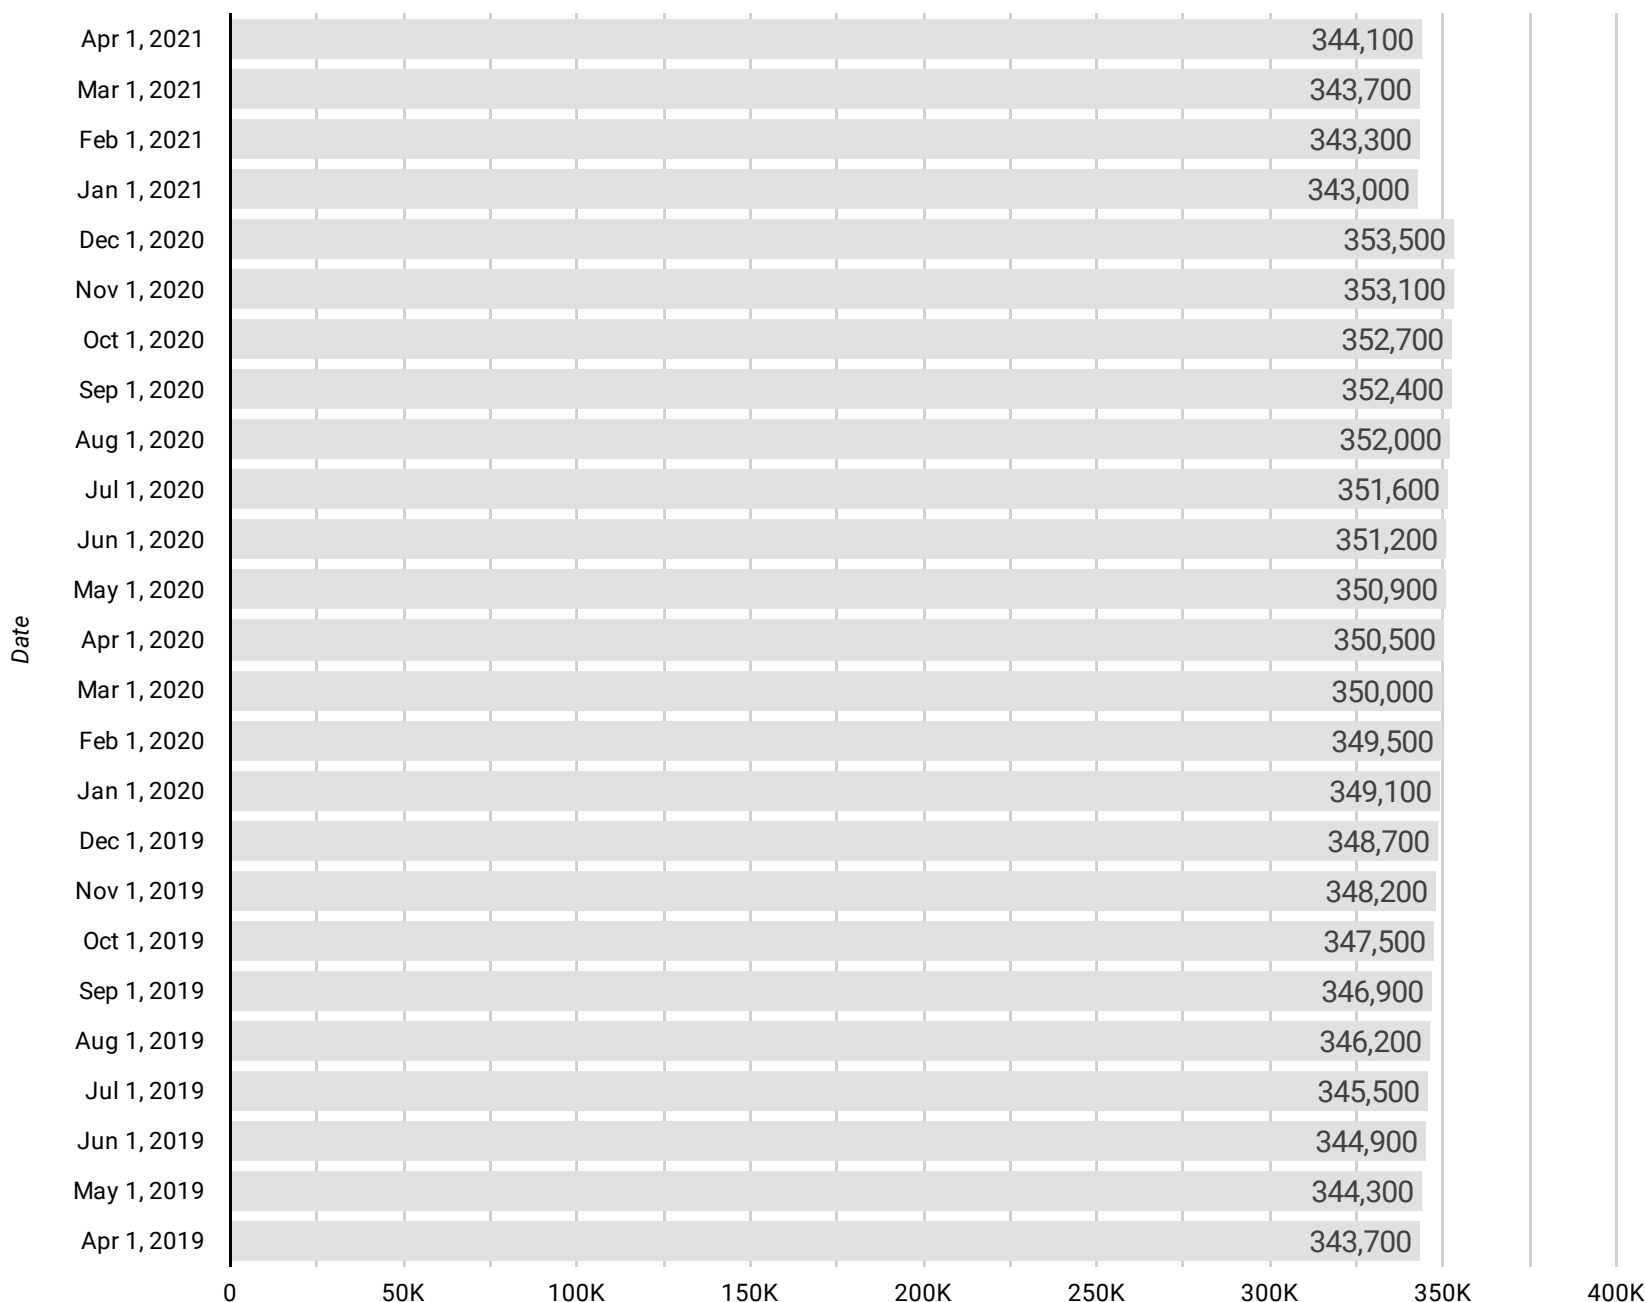 Apr 1, 2021 344,100
Mar 1, 2021 343,700
Feb 1, 2021 343,300
Jan 1, 2021 343,000
Dec 1, 2020 353,500
Nov 1, 2020 353,100
Oct 1, 2020 352,700
Sep 1, 2020 352,400
Aug 1, 2020 352,000
Jul 1, 2020 351,600
Jun 1, 2020 351,200
May 1, 2020 350,900
Apr 1, 2020 350,500
Mar 1, 2020 350,000
Feb 1, 2020 349,500
Jan 1, 2020 349,100
Dec 1, 2019 348,700
Nov 1, 2019 348,200
Oct 1, 2019 347,500
Sep 1, 2019 346,900
Aug 1, 2019 346,200
Jul 1, 2019 345,500
Jun 1, 2019 344,900
May 1, 2019 344,300
Apr 1, 2019 343,700
Date
0 50K 100K 150K 200K 250K 300K 350K 400K